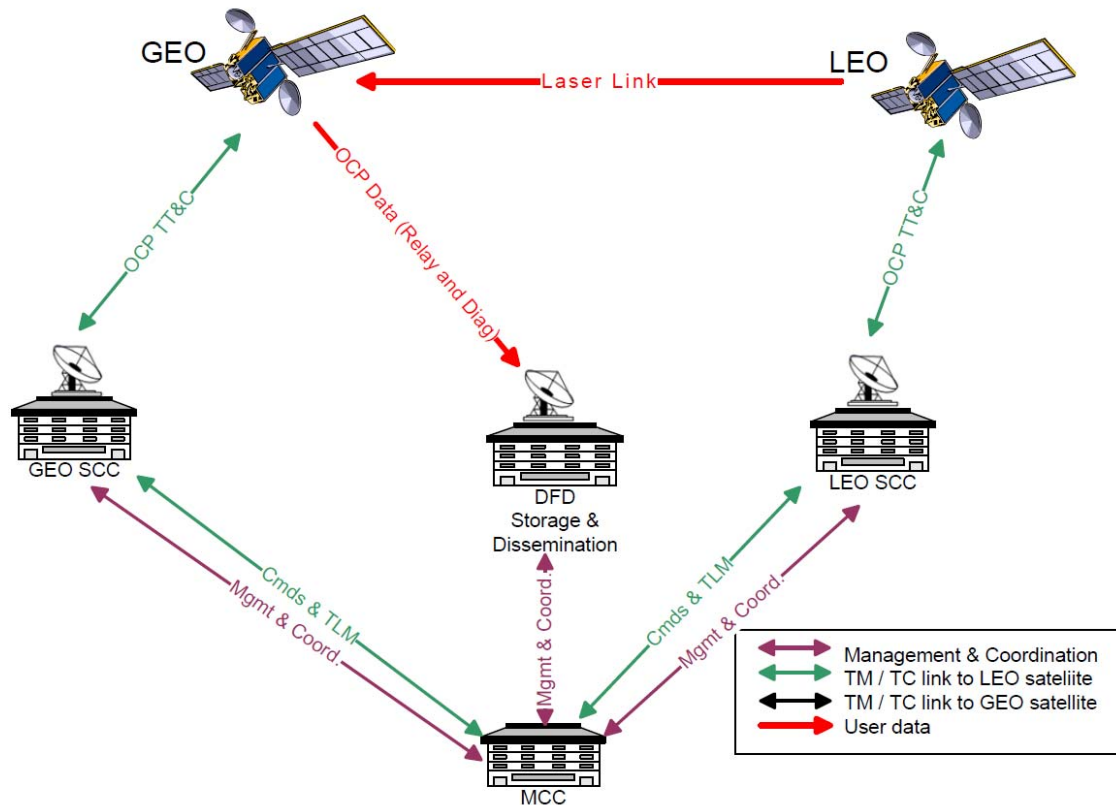 GEO
LEO
Laser Link
OCP TT&C
OCP Data (Relay and Diag)
OCP TT&C
GEO SCC
DFD
Storage &
Dissemination
LEO SCC
Cmds & TLM
Mgmt & Coord.
Mgmt & Coord.
Cmds & TLM
Mgmt & Coord.
MCC
Management & Coordination
TM / TC link to LEO sateliite
TM / TC link to GEO satellite
User data